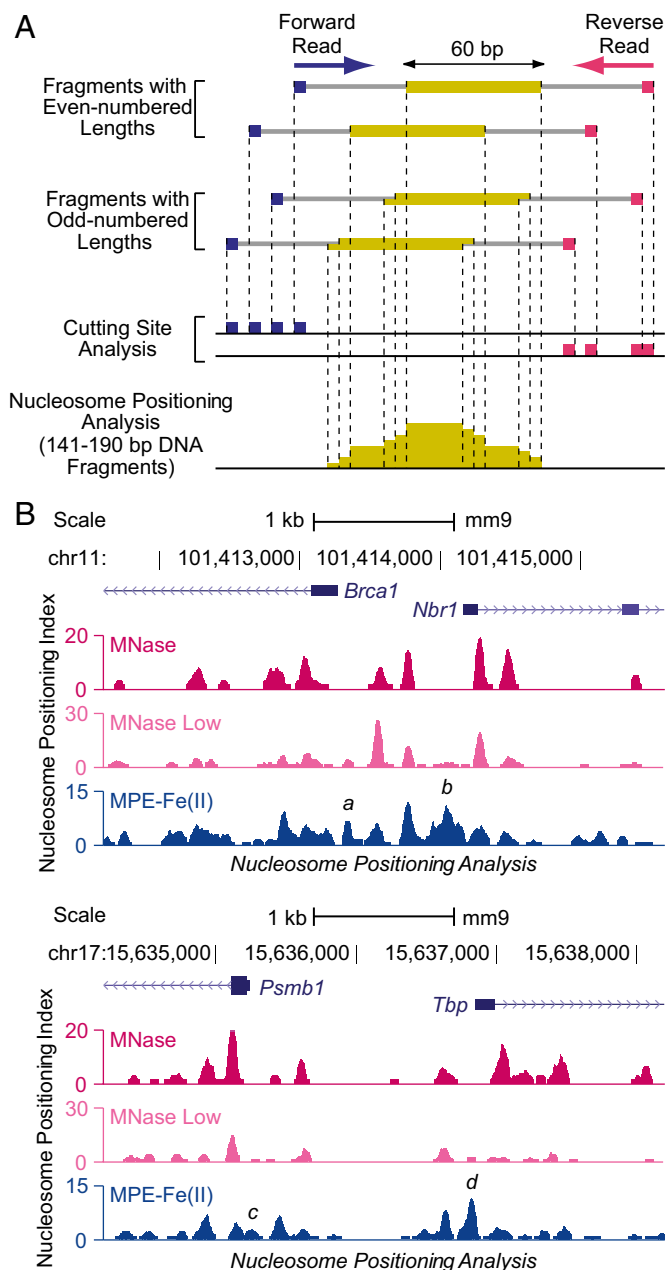 A
Forward
Read
60 bp
Reverse
Read
Fragments with
Even-numbered
Lengths
Fragments with
Odd-numbered
Lengths
Cutting Site
Analysis
Nucleosome Positioning
Analysis
(141-190 bp DNA
Fragments)
B
Scale 1 kb mm9
chr11: 101,413,000 101,414,000 101,415,000
Brca1
Nbr1
Nucleosome Positioning Index
20
MNase
0
30
MNase Low
0
15
MPE-Fe(II)
a
b
0
Nucleosome Positioning Analysis
Scale 1 kb mm9
chr17:15,635,000 15,636,000 15,637,000 15,638,000
Psmb1
Tbp
Nucleosome Positioning Index
20
MNase
0
30
MNase Low
0
15
MPE-Fe(II)
c
d
0
Nucleosome Positioning Analysis